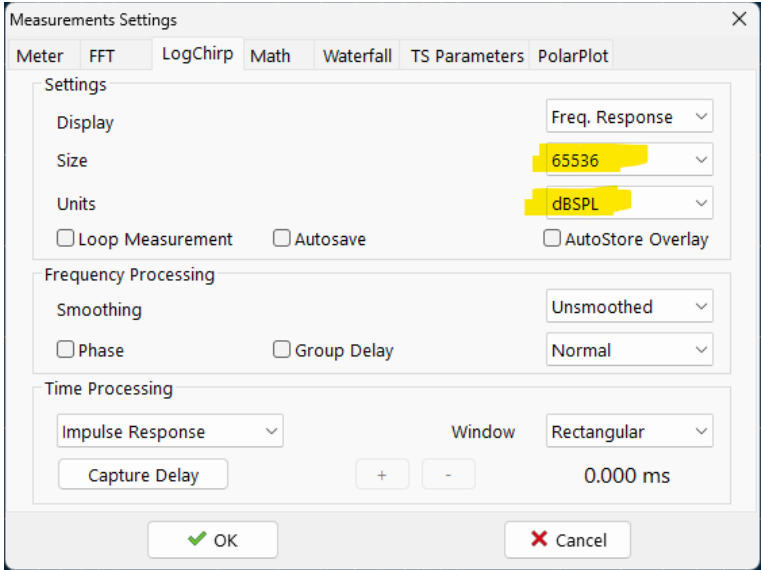 Measurements Settings
Meter FFT LogChirp Math Waterfall TS Parameters PolarPlot
Settings
Display Freq. Response
Size 65536
Units dBSPL
Loop Measurement Autosave AutoStore Overlay
Frequency Processing
Smoothing Unsmoothed
Phase Group Delay Normal
Time Processing
Impulse Response Window Rectangular
Capture Delay + - 0.000 ms
OK Cancel